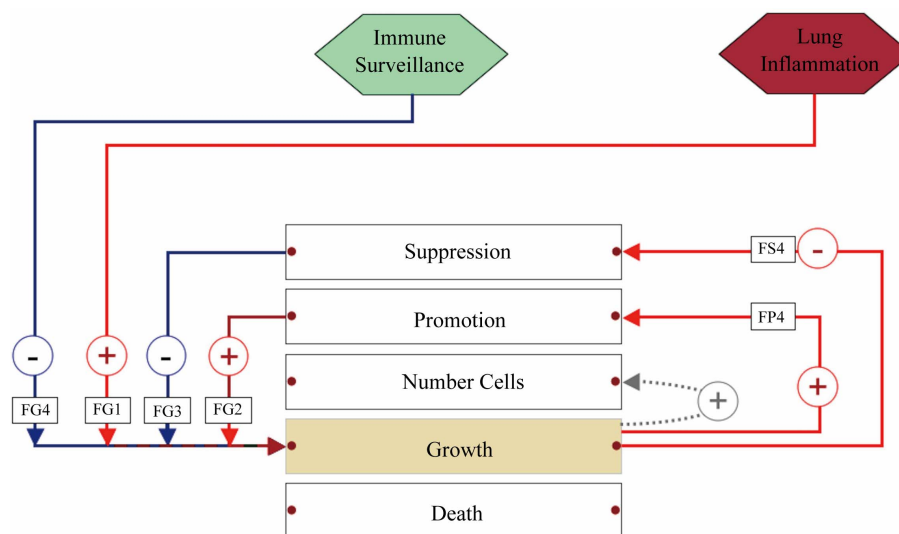 Immune
Surveillance
Lung
Inflammation
Suppression
FS4
-
Promotion
FP4
-
+
-
+
Number Cells
+
+
FG4
FG1
FG3
FG2
Growth
Death